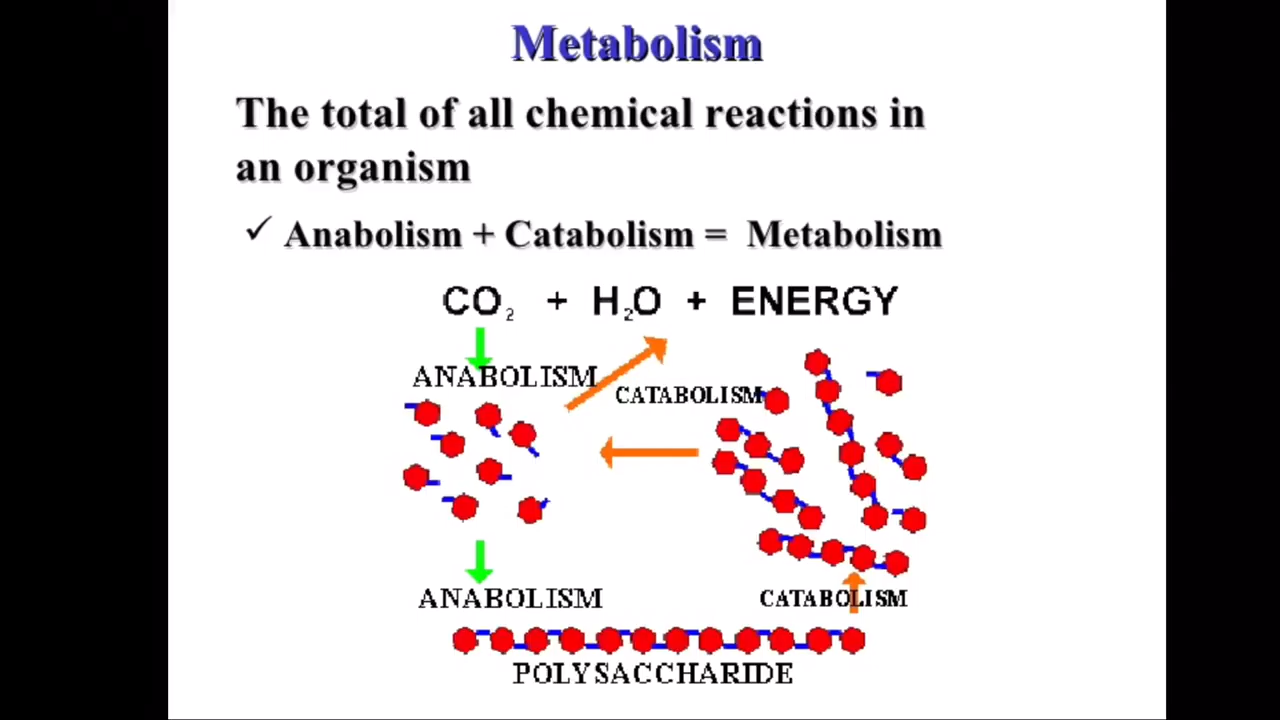 Metabolism
The total of all chemical reactions in
an organism
✓ Anabolism + Catabolism = Metabolism
CO₂ + H₂O + ENERGY
ANABOLISM
CATABOLISM
ANABOLISM
CATABOLISM
POLYSACCHARIDE